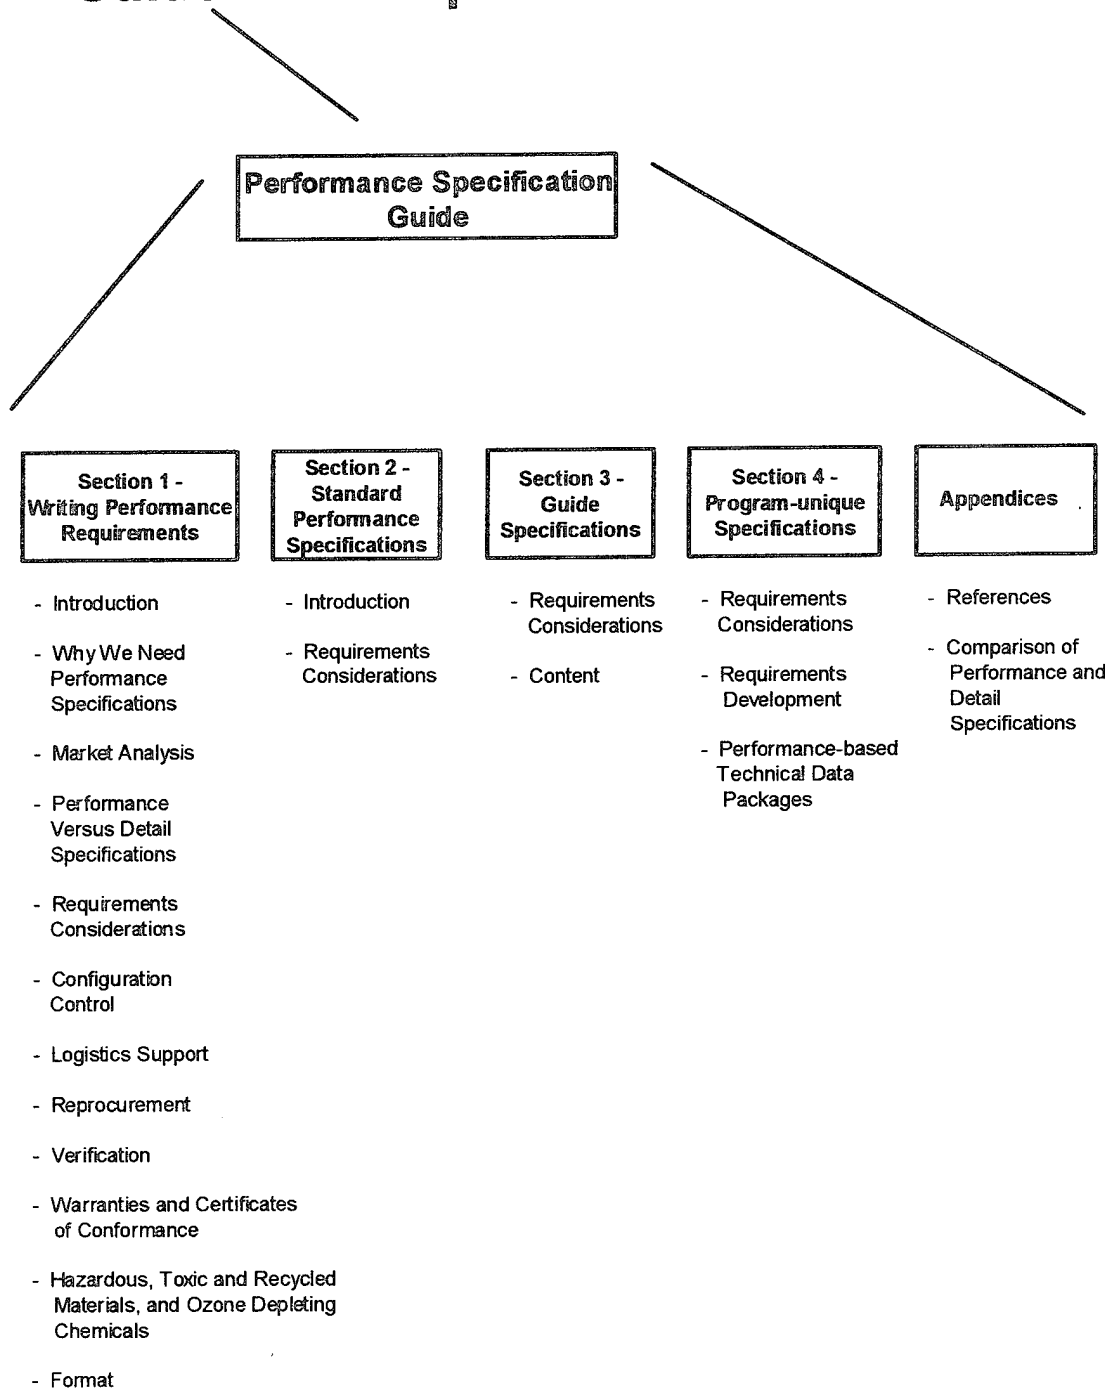 Performance Specification
Guide
Section 1 -
Writing Performance
Requirements
- Introduction
- Why We Need
Performance
Specifications
- Market Analysis
- Performance
Versus Detail
Specifications
- Requirements
Considerations
- Configuration
Control
- Logistics Support
- Reprocurement
- Verification
- Warranties and Certificates
of Conformance
- Hazardous, Toxic and Recycled
Materials, and Ozone Depleting
Chemicals
- Format
Section 2 -
Standard
Performance
Specifications
- Introduction
- Requirements
Considerations
Section 3 -
Guide
Specifications
- Requirements
Considerations
- Content
Section 4 -
Program-unique
Specifications
- Requirements
Considerations
- Requirements
Development
- Performance-based
Technical Data
Packages
Appendices
- References
- Comparison of
Performance and
Detail
Specifications